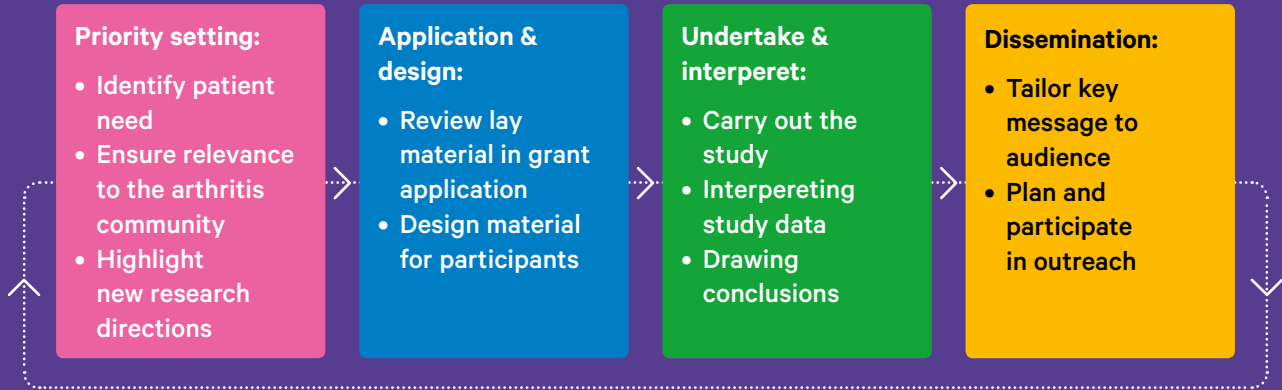 Priority setting:
• Identify patient
need
• Ensure relevance
to the arthritis
community
• Highlight
new research
directions
Application &
design:
• Review lay
material in grant
application
• Design material
for participants
Undertake &
interperet:
• Carry out the
study
• Interpereting
study data
• Drawing
conclusions
Dissemination:
• Tailor key
message to
audience
• Plan and
participate
in outreach